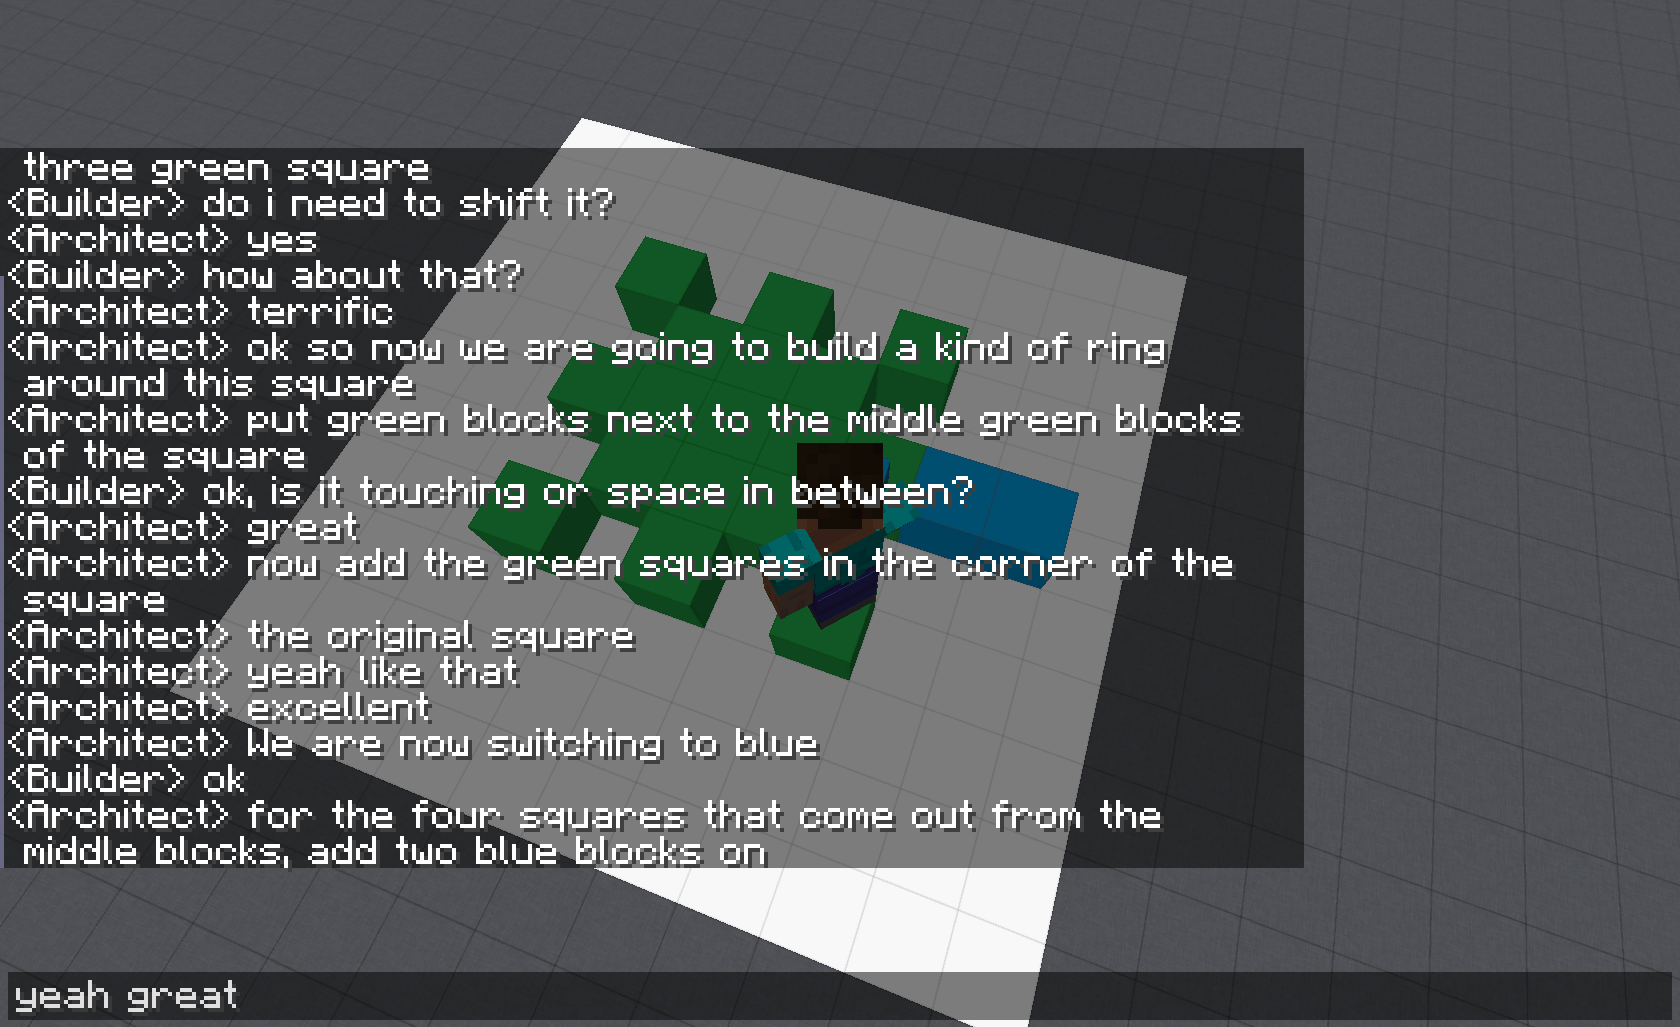 three green square
<Builder> do i need to shift it?
<Architect> yes
<Builder> how about that?
<Architect> terrific
<Architect> ok so now we are going to build a kind of ring
around this square
<Architect> put green blocks next to the middle green blocks
of the square
<Builder> ok, is it touching or space in between?
<Architect> great
<Architect> now add the green squares in the corner of the
square
<Architect> the original square
<Architect> yeah like that
<Architect> excellent
<Architect> We are now switching to blue
<Builder> ok
<Architect> for the four squares that come out from the
middle blocks, add two blue blocks on
yeah great